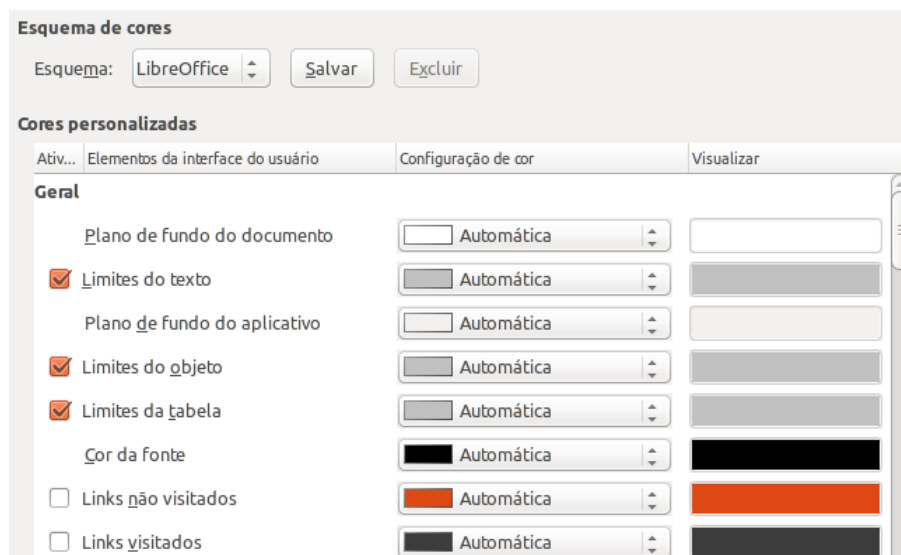 Esquema de cores
Esquema: LibreOffice Salvar Excluir
Cores personalizadas
Ativ... Elementos da interface do usuário Configuração de cor Visualizar
Geral
Plano de fundo do documento Automática
Limites do texto Automática
Plano de fundo do aplicativo Automática
Limites do objeto Automática
Limites da tabela Automática
Cor da fonte Automática
Links não visitados Automática
Links visitados Automática